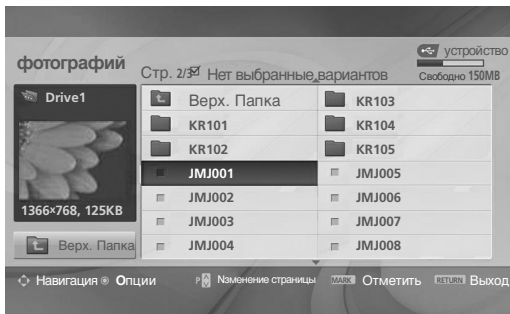 устройство
фотографий
Стр. 2/3 Нет выбранные вариантов
Свободно 150MB
Drive1
Верх. Папка KR103
KR101 KR104
KR102 KR105
JMJ001 JMJ005
JMJ002 JMJ006
JMJ003 JMJ007
JMJ004 JMJ008
1366×768, 125KB
Верх. Папка
Навигация Опции P Nзменение страницы MARK Отметить RETURN Выход